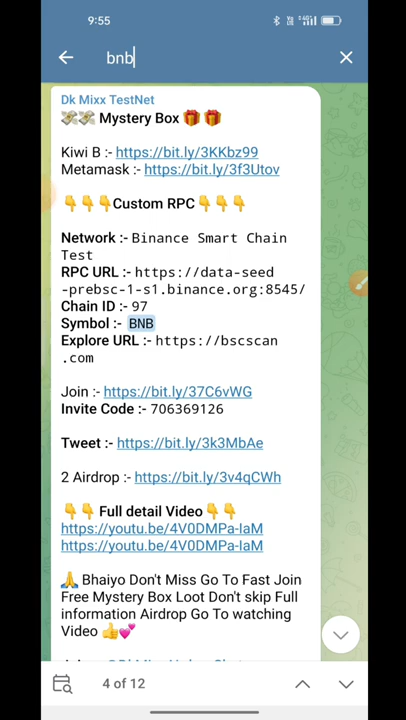 9:55
bnb
Dk Mixx TestNet
💸💸 Mystery Box 🎁 🎁
Kiwi B :- https://bit.ly/3KKbz99
Metamask :- https://bit.ly/3f3Utov
👇👇👇Custom RPC👇👇👇
Network :- Binance Smart Chain
Test
RPC URL :- https://data-seed
-prebsc-1-s1.binance.org:8545/
Chain ID :- 97
Symbol :- BNB
Explore URL :- https://bscscan
.com
Join :- https://bit.ly/37C6vWG
Invite Code :- 706369126
Tweet :- https://bit.ly/3k3MbAe
2 Airdrop :- https://bit.ly/3v4qCWh
👇👇 Full detail Video 👇👇
https://youtu.be/4V0DMPa-IaM
https://youtu.be/4V0DMPa-IaM
🙏 Bhaiyo Don't Miss Go To Fast Join
Free Mystery Box Loot Don't skip Full
information Airdrop Go To watching
Video 👍💕
4 of 12